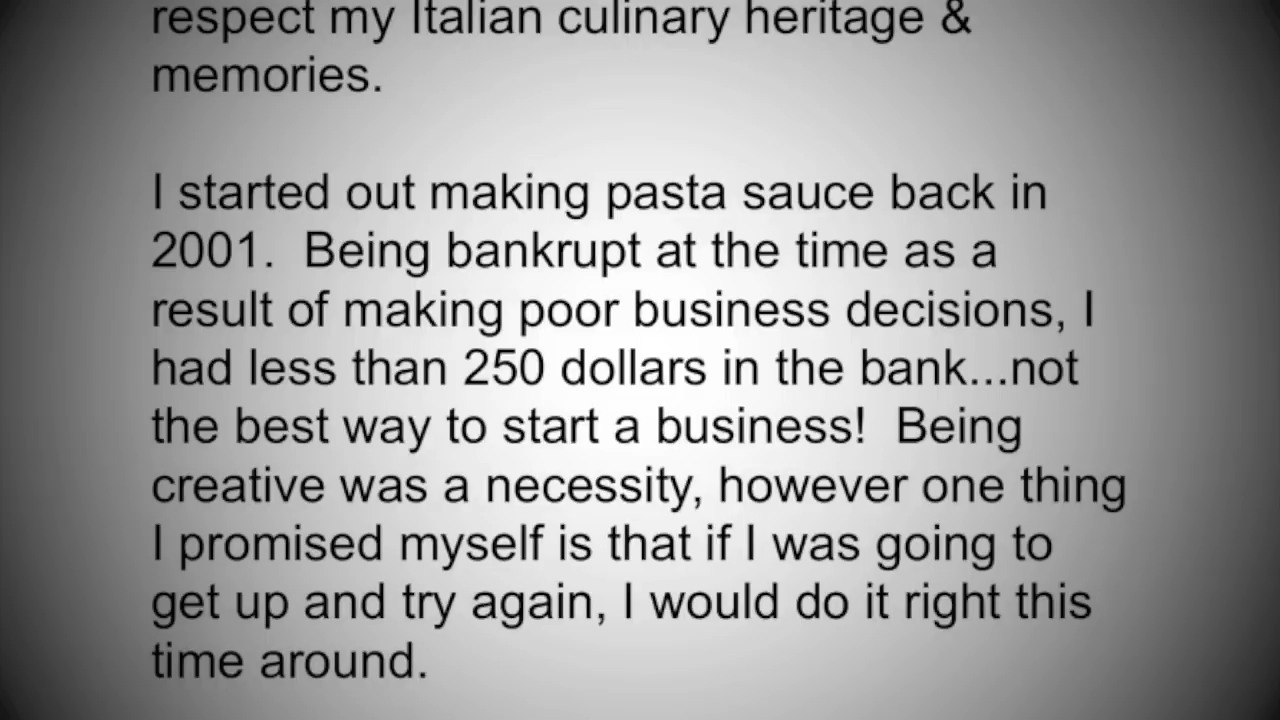 respect my Italian culinary heritage &
memories.
I started out making pasta sauce back in
2001.  Being bankrupt at the time as a
result of making poor business decisions, I
had less than 250 dollars in the bank...not
the best way to start a business!  Being
creative was a necessity, however one thing
I promised myself is that if I was going to
get up and try again, I would do it right this
time around.